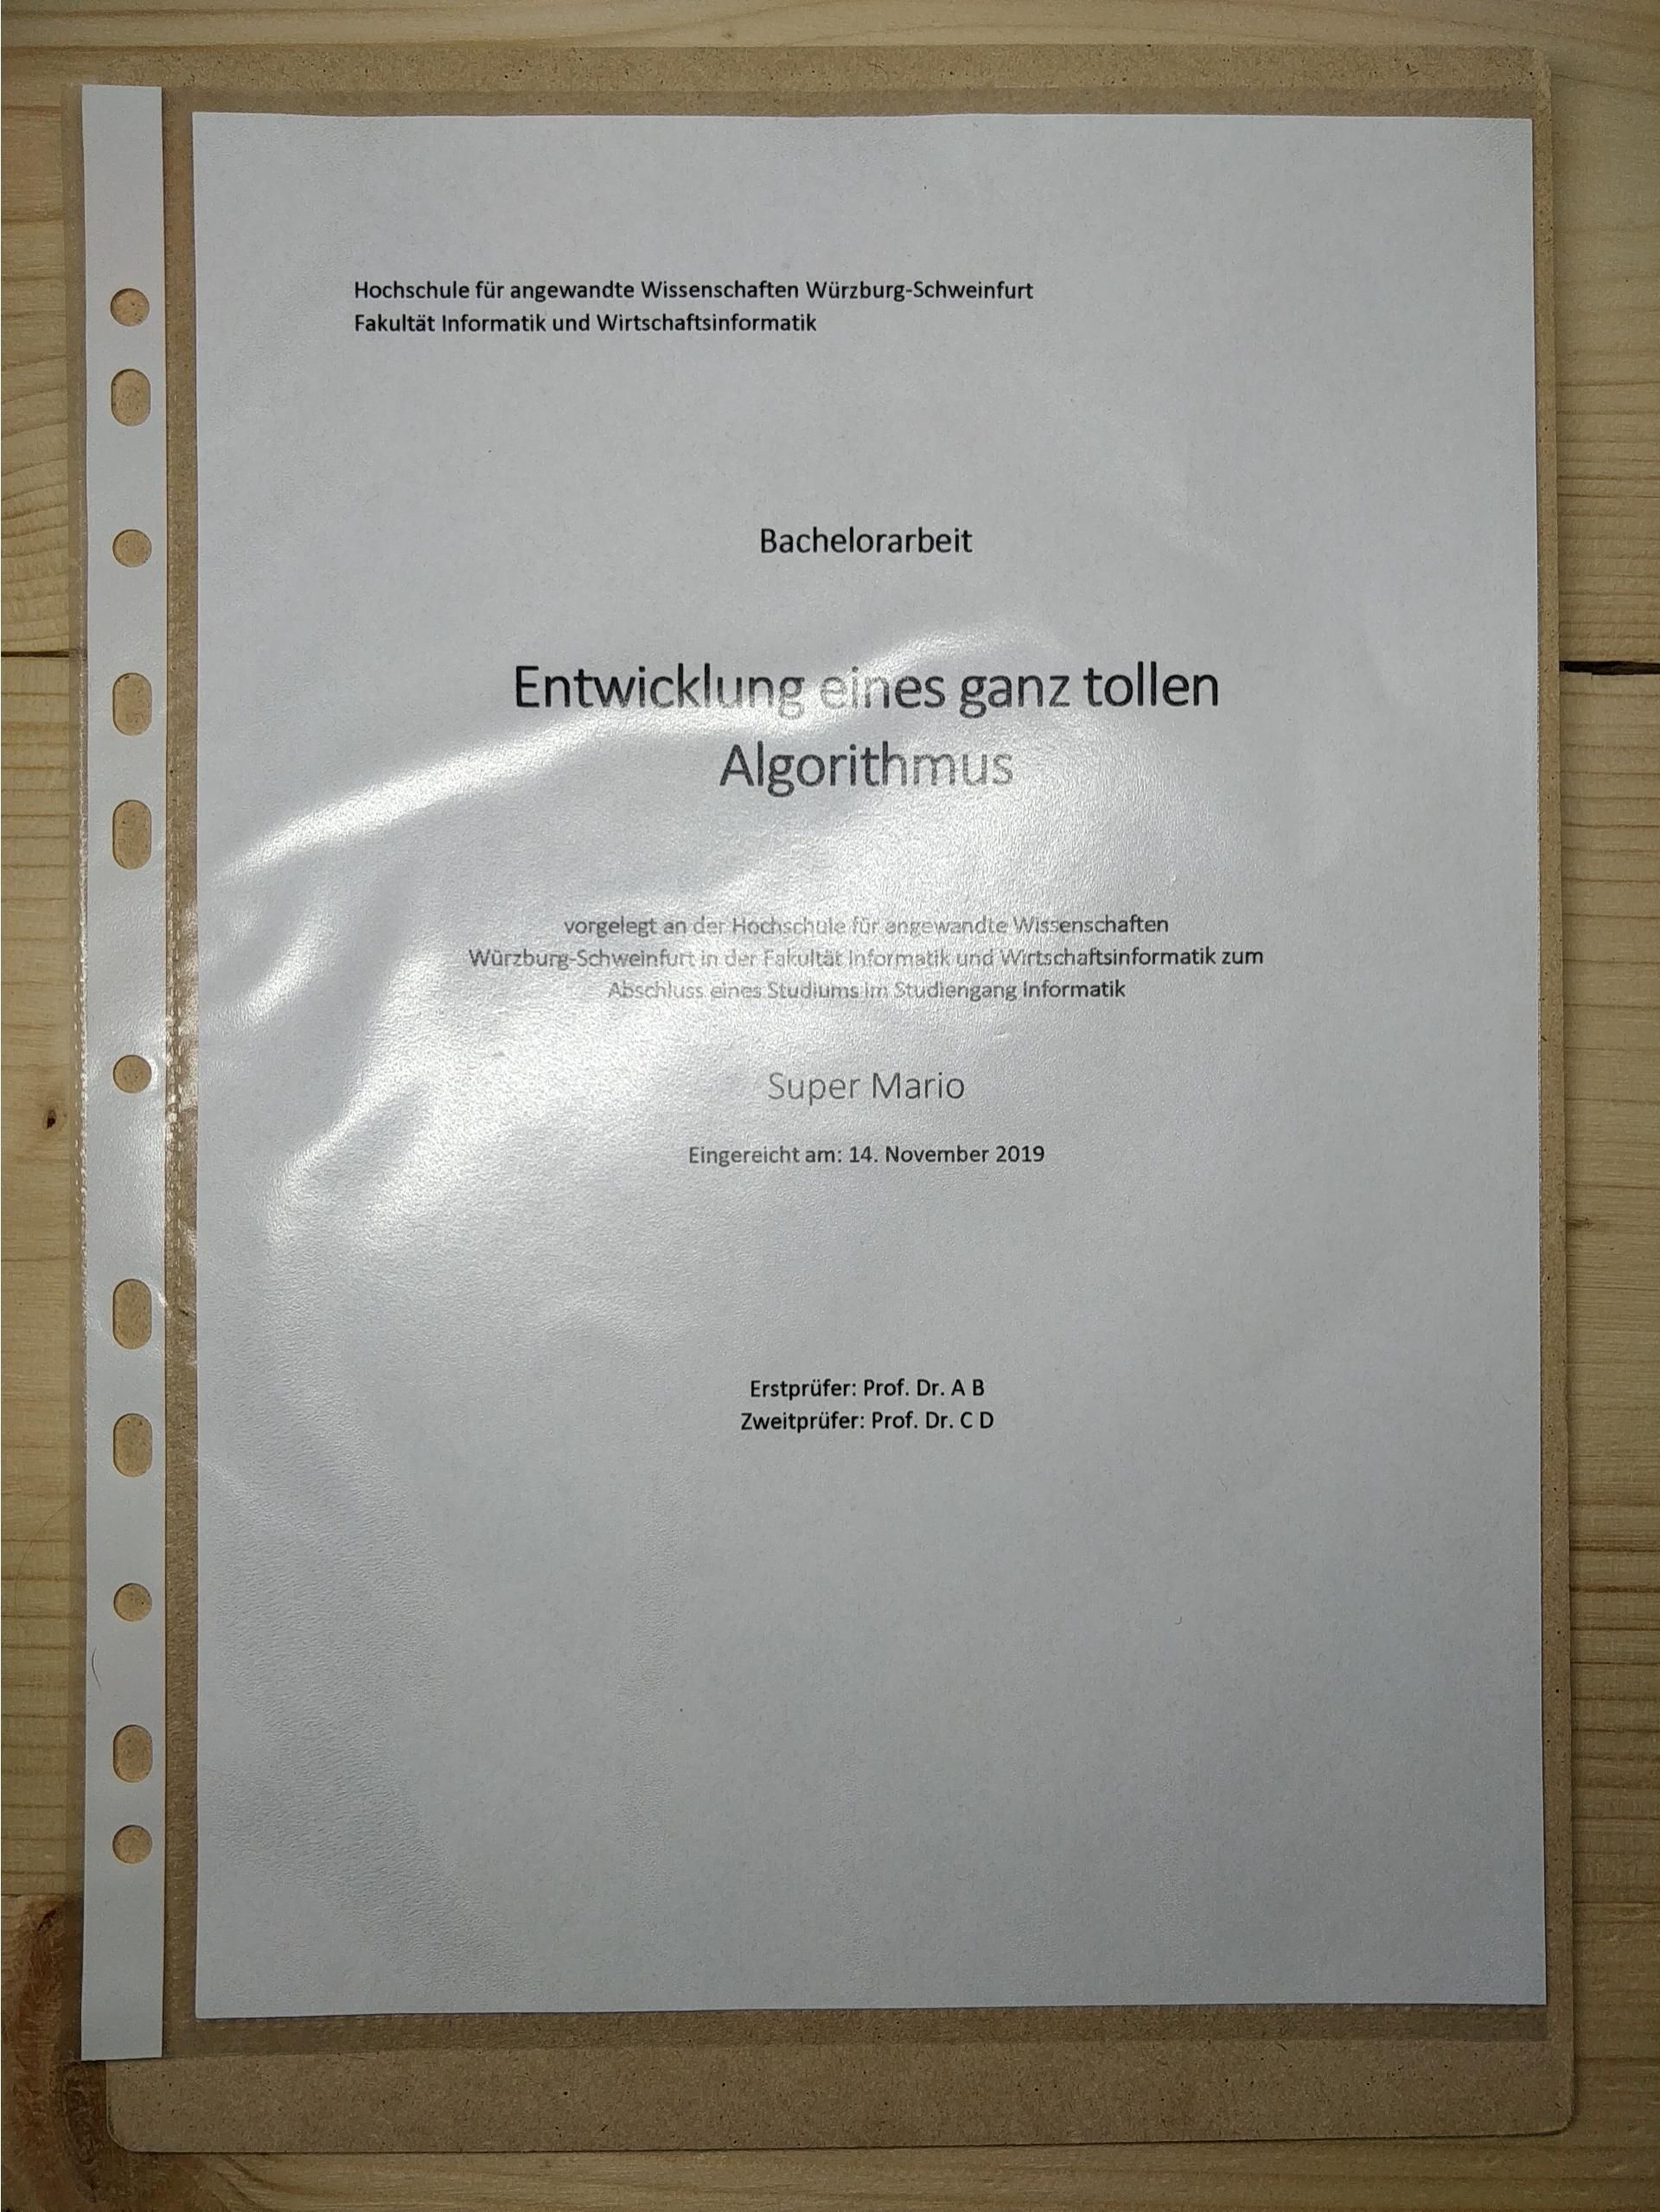 Hochschule für angewandte Wissenschaften Würzburg-Schweinfurt
Fakultät Informatik und Wirtschaftsinformatik
Bachelorarbeit
Entwicklung eines ganz tollen
Algorithmus
vorgelegt an der Hochschule für angewandte Wissenschaften
Würzburg-Schweinfurt in der Fakultät Informatik und Wirtschaftsinformatik zum
Abschluss eines Studiums im Studiengang Informatik
Super Mario
Eingereicht am: 14. November 2019
Erstprüfer: Prof. Dr. A B
Zweitprüfer: Prof. Dr. C D